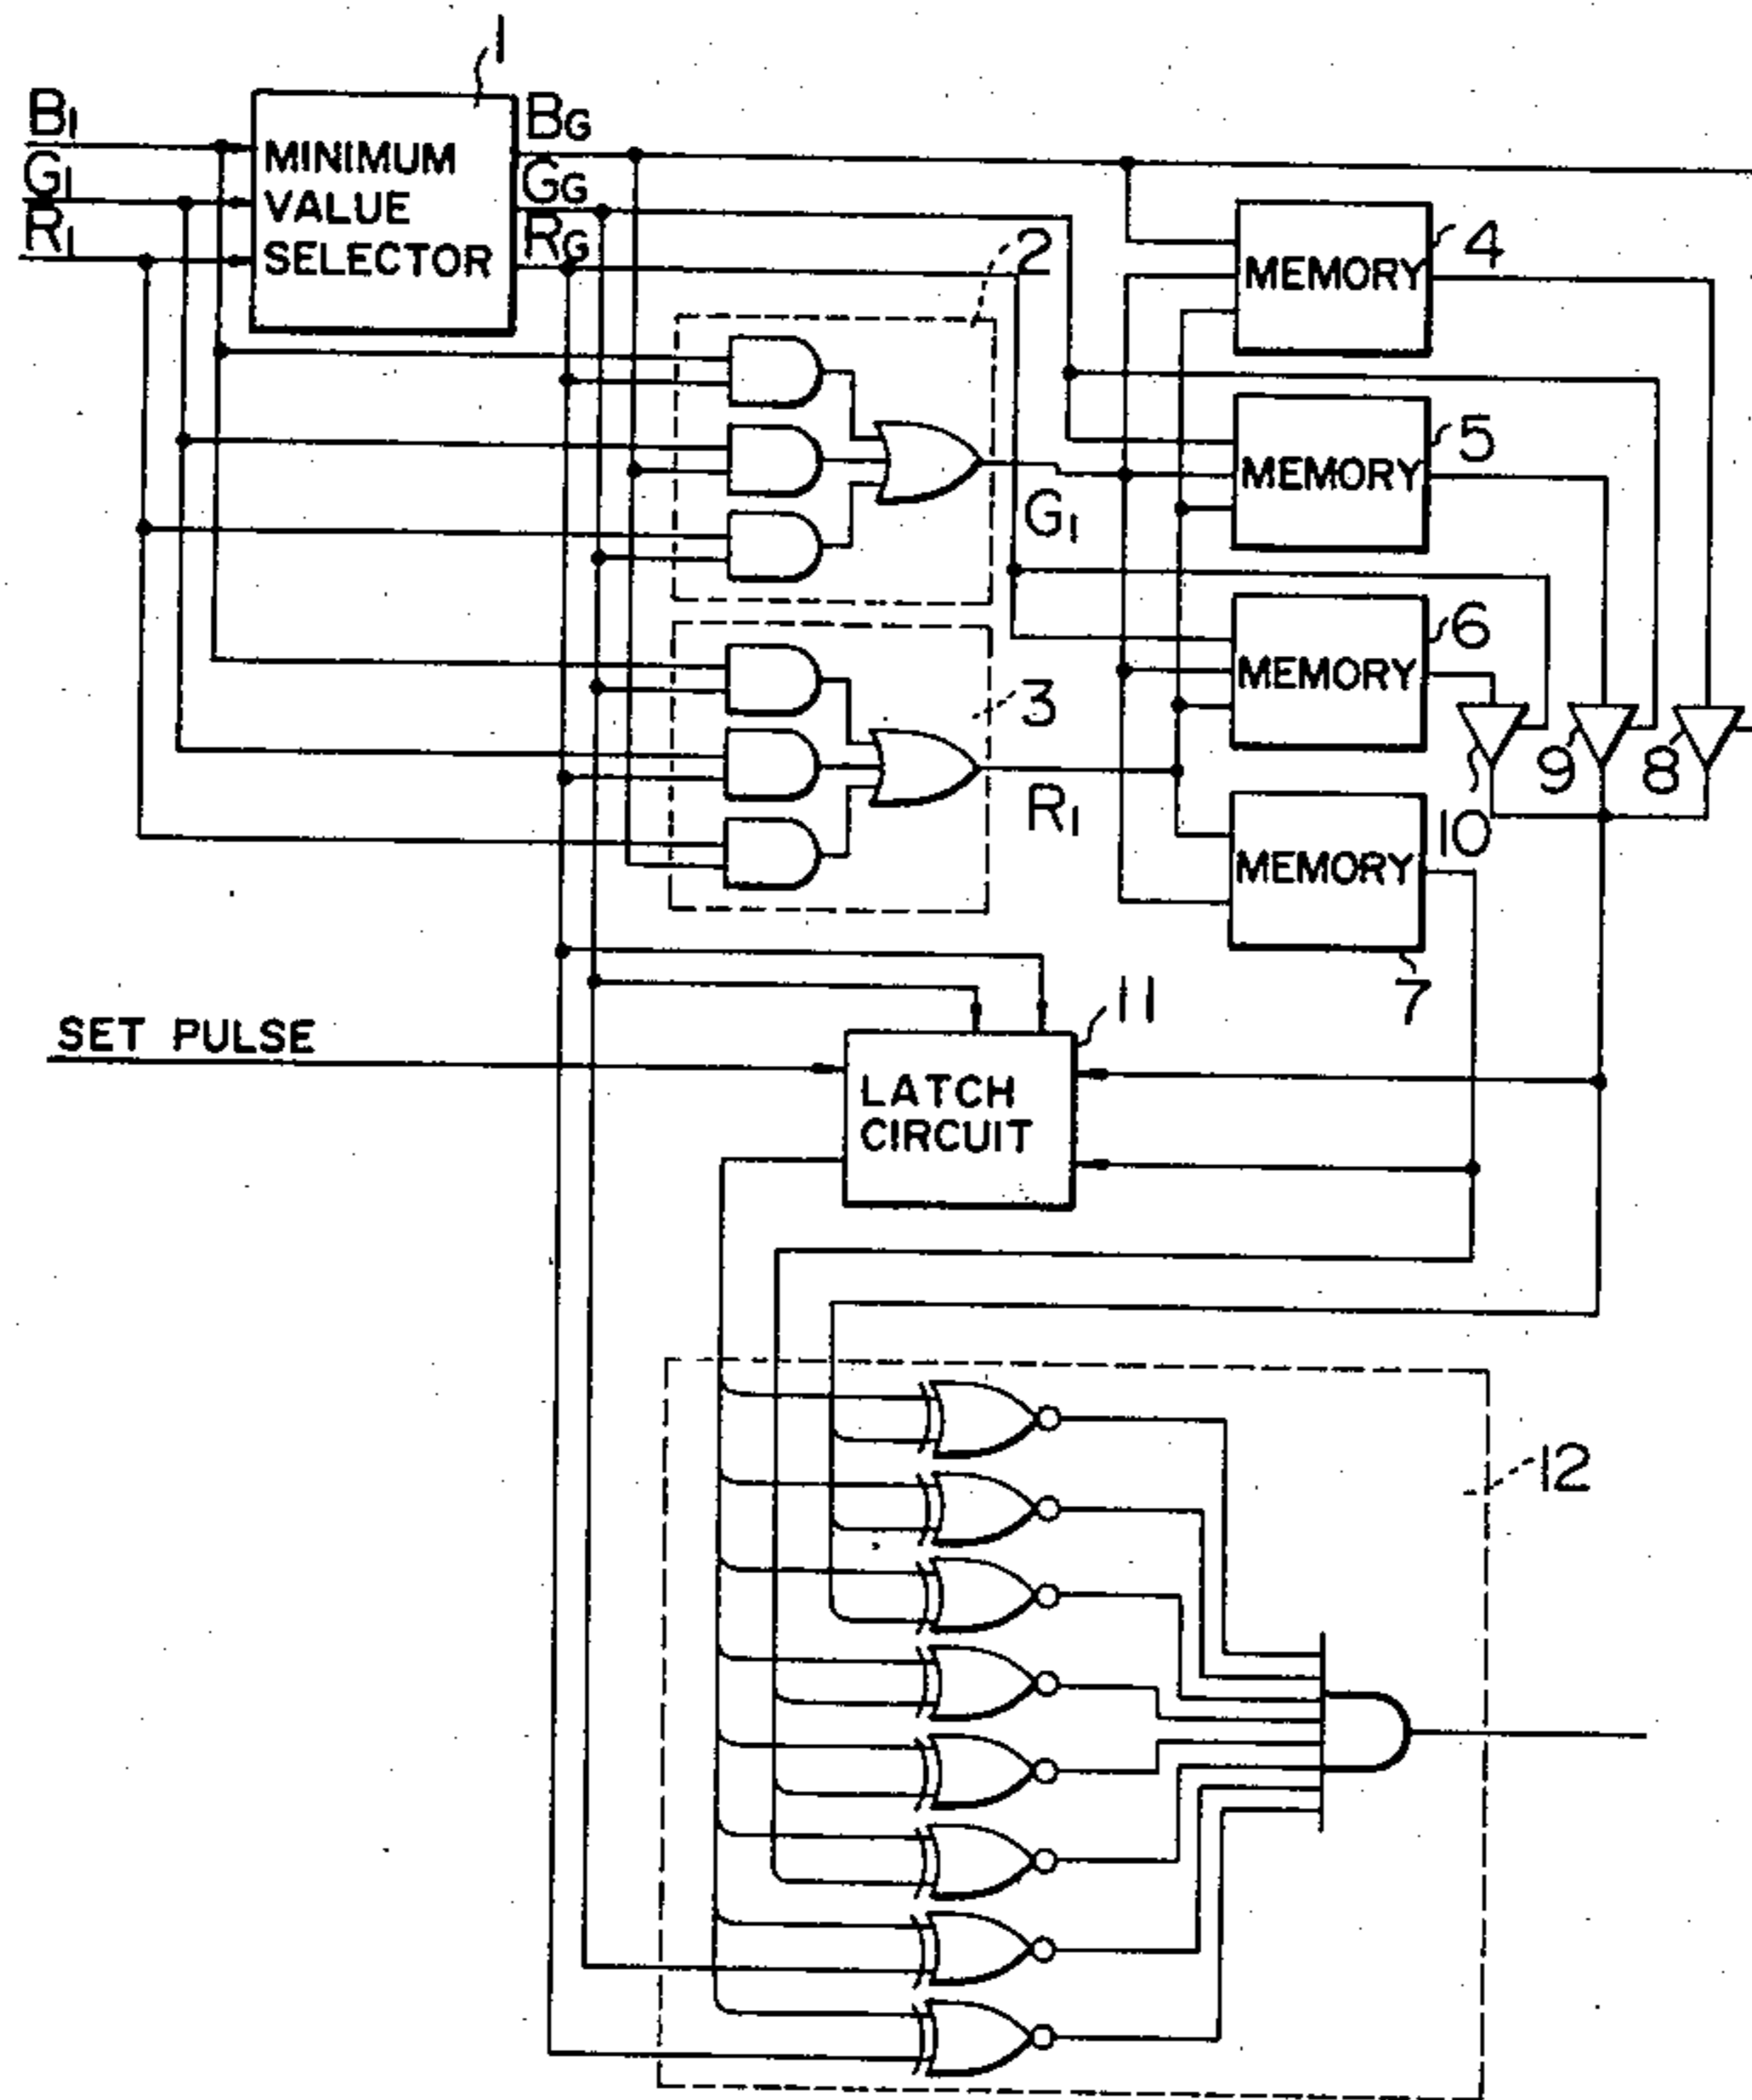 1
B1
G1
R1
MINIMUM
VALUE
SELECTOR
BG
GG
RG
2
MEMORY
4
MEMORY
5
G1
MEMORY
6
3
R1
10
9
8
MEMORY
7
SET PULSE
11
LATCH
CIRCUIT
12